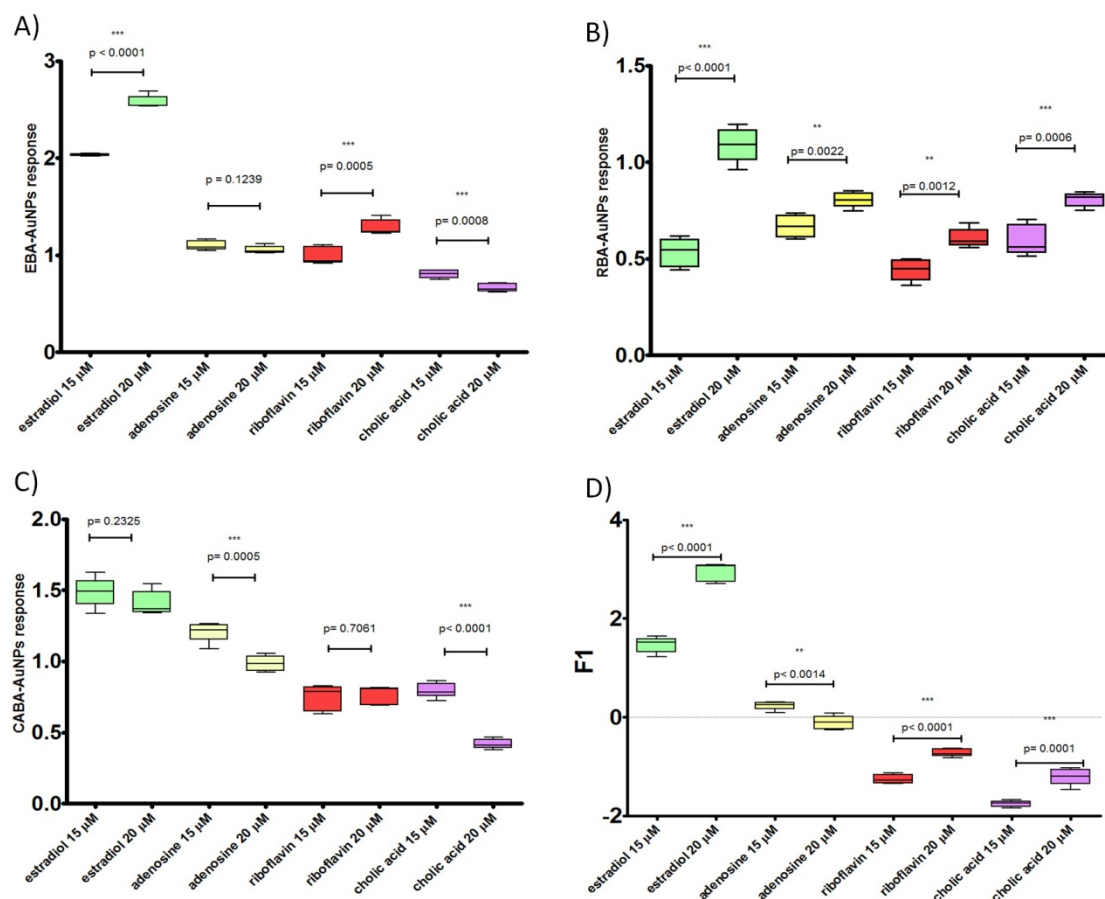 A)
***
p < 0.0001
p = 0.1239
***
p= 0.0005
***
p= 0.0008
EBA-AuNPs response
3
2
1
0
estradiol 15 µM
estradiol 20 µM
adenosine 15 µM
adenosine 20 µM
riboflavin 15 µM
riboflavin 20 µM
cholic acid 15 µM
cholic acid 20 µM
B)
***
p< 0.0001
**
p= 0.0022
**
p= 0.0012
***
p= 0.0006
RBA-AuNPs response
1.5
1.0
0.5
0.0
estradiol 15 µM
estradiol 20 µM
adenosine 15 µM
adenosine 20 µM
riboflavin 15 µM
riboflavin 20 µM
cholic acid 15 µM
cholic acid 20 µM
C)
p= 0.2325
***
p= 0.0005
p= 0.7061
***
p< 0.0001
CABA-AuNPs response
2.0
1.5
1.0
0.5
0.0
estradiol 15 µM
estradiol 20 µM
adenosine 15 µM
adenosine 20 µM
riboflavin 15 µM
riboflavin 20 µM
cholic acid 15 µM
cholic acid 20 µM
D)
***
p< 0.0001
**
p< 0.0014
***
p< 0.0001
***
p= 0.0001
F1
4
2
0
-2
estradiol 15 µM
estradiol 20 µM
adenosine 15 µM
adenosine 20 µM
riboflavin 15 µM
riboflavin 20 µM
cholic acid 15 µM
cholic acid 20 µM